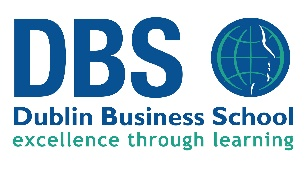 DBS
Dublin Business School
excellence through learning